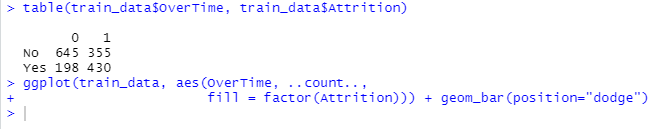 > table(train_data$OverTime, train_data$Attrition)
0 1
No 645 355
Yes 198 430
> ggplot(train_data, aes(OverTime, ..count..,
+ fill = factor(Attrition))) + geom_bar(position="dodge")
>